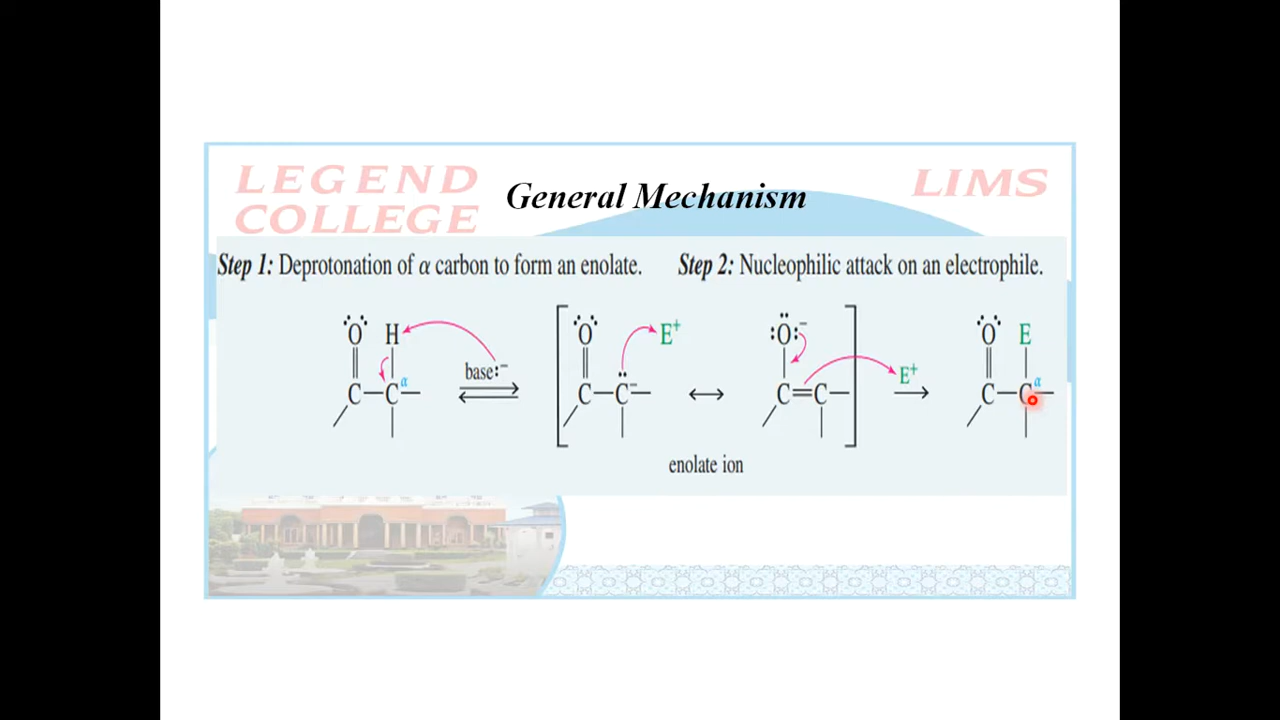 LEGEND
COLLEGE
LIMS
General Mechanism
Step 1: Deprotonation of α carbon to form an enolate.
Step 2: Nucleophilic attack on an electrophile.
O H
C C α
base:⁻
O
C C⁻
E⁺
:O:⁻
C=C
E⁺
O E
C C α
enolate ion